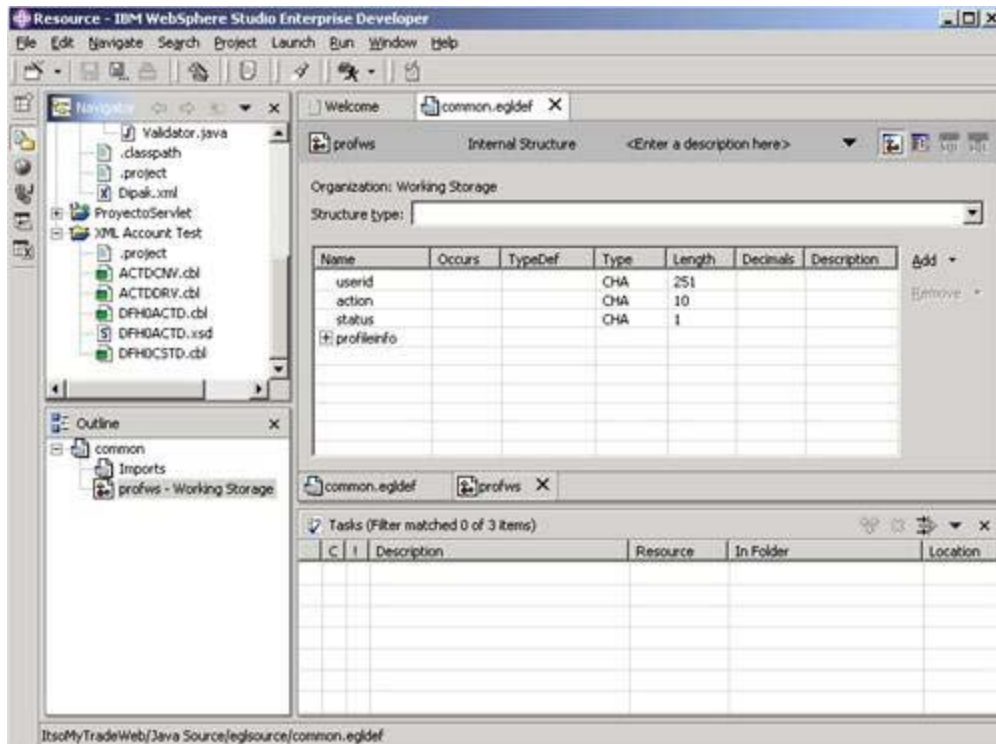 Resource - IBM WebSphere Studio Enterprise Developer
File Edit Navigate Search Project Launch Run Window Help
Navigator
Validator.java
.classpath
.project
Dipak.xml
ProyectoServlet
XML Account Test
.project
ACTDCNV.cbl
ACTDDRV.cbl
DFH0ACTD.cbl
DFH0ACTD.xsd
DFH0CSTD.cbl
Outline
common
Imports
profws - Working Storage
Welcome common.egldef
profws Internal Structure <Enter a description here>
Organization: Working Storage
Structure type:
Name Occurs TypeDef Type Length Decimals Description
userid CHA 251
action CHA 10
status CHA 1
profileinfo
Add
Remove
common.egldef profws
Tasks (Filter matched 0 of 3 items)
C ! Description Resource In Folder Location
ItsoMyTradeWeb/Java Source/eglsource/common.egldef